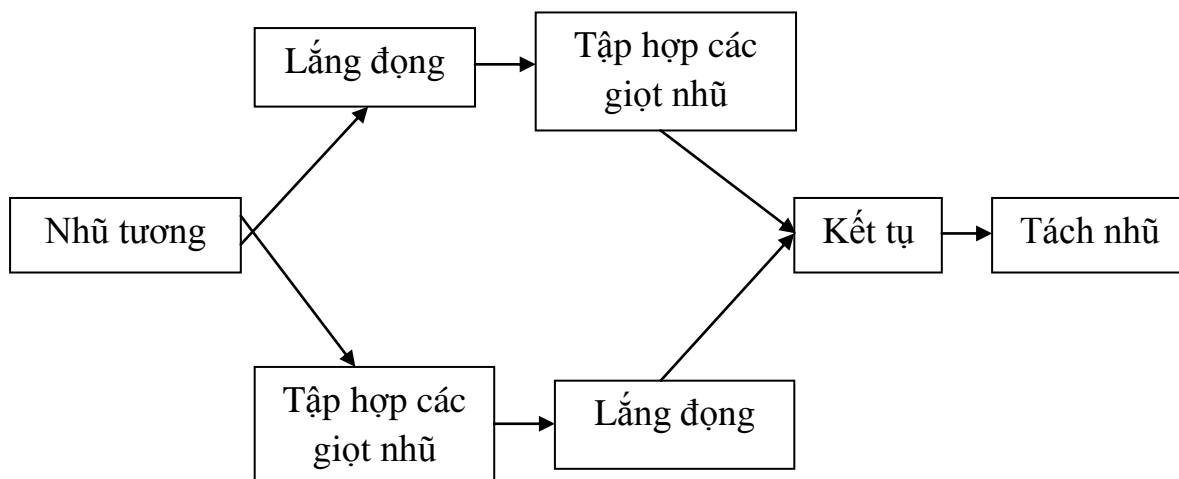 Lắng đọng
Tập hợp các
giọt nhũ
Nhũ tương
Kết tụ
Tách nhũ
Tập hợp các
giọt nhũ
Lắng đọng